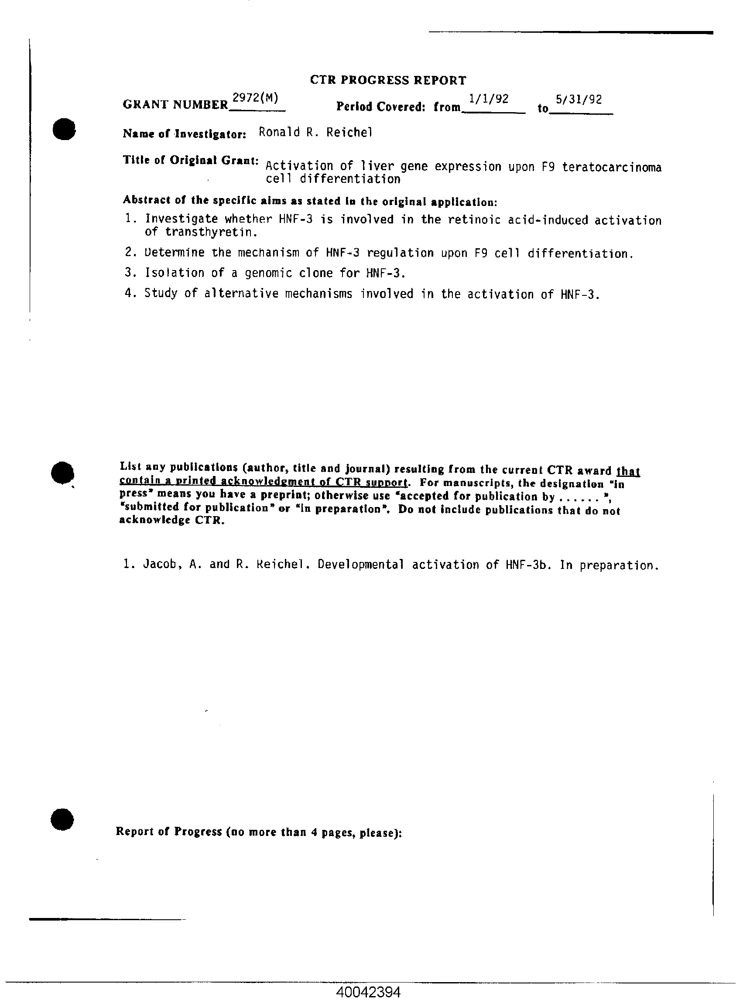 CTR PROGRESS REPORT
GRANT NUMBER 2972(M) Period Covered: from 1/1/92 to 5/31/92
Name of Investigator: Ronald R. Reichel
Title of Original Grant: Activation of liver gene expression upon F9 teratocarcinoma
cell differentiation
Abstract of the specific aims as stated in the original application:
1. Investigate whether HNF-3 is involved in the retinoic acid-induced activation
of transthyretin.
2. Determine the mechanism of HNF-3 regulation upon F9 cell differentiation.
3. Isolation of a genomic clone for HNF-3.
4. Study of alternative mechanisms involved in the activation of HNF-3.
List any publications (author, title and journal) resulting from the current CTR award that
contain a printed acknowledgment of CTR support. For manuscripts, the designation "in
press" means you have a preprint; otherwise use "accepted for publication by . . . . . . ",
"submitted for publication" or "in preparation". Do not include publications that do not
acknowledge CTR.
1. Jacob, A. and R. Reichel. Developmental activation of HNF-3b. In preparation.
Report of Progress (no more than 4 pages, please):
40042394